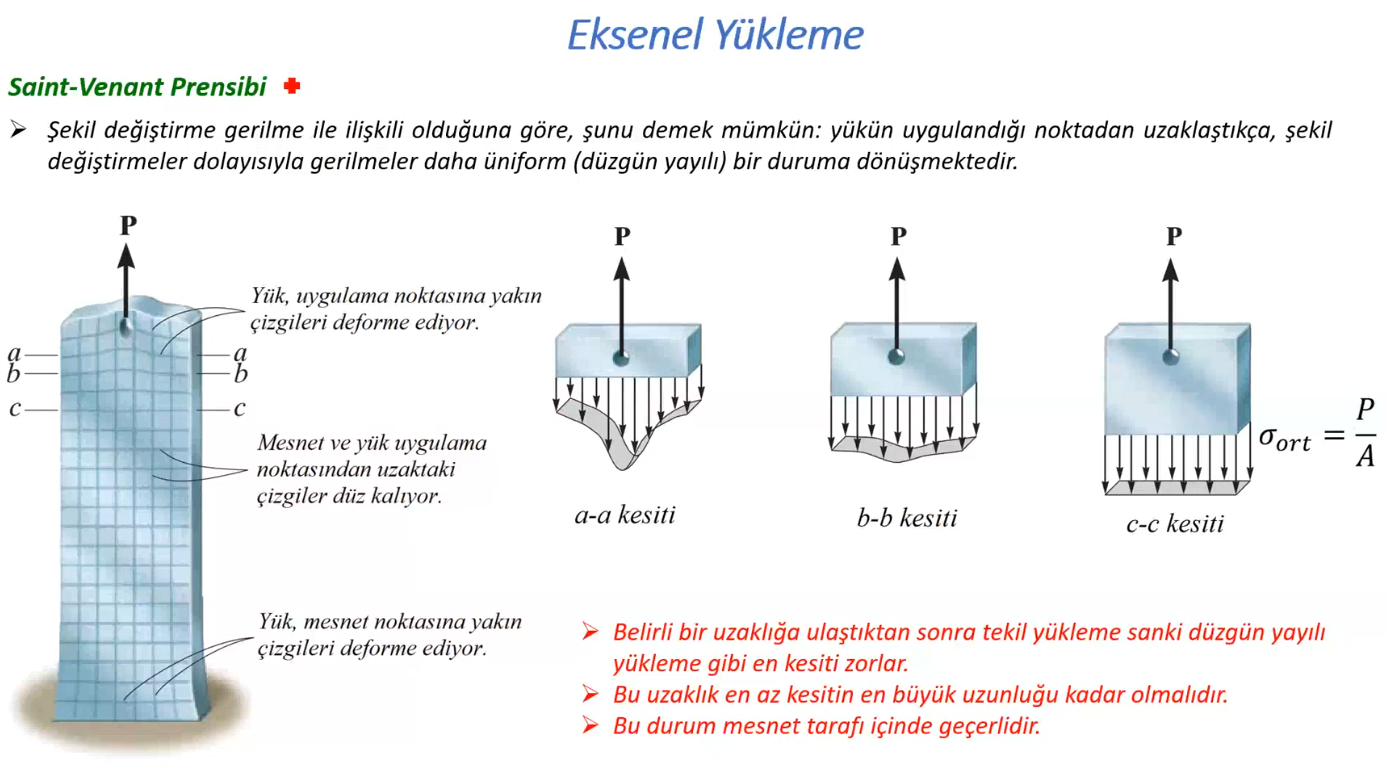 Eksenel Yükleme
Saint-Venant Prensibi
Şekil değiştirme gerilme ile ilişkili olduğuna göre, şunu demek mümkün: yükün uygulandığı noktadan uzaklaştıkça, şekil
değiştirmeler dolayısıyla gerilmeler daha üniform (düzgün yayılı) bir duruma dönüşmektedir.
P
Yük, uygulama noktasına yakın
çizgileri deforme ediyor.
a a
b b
c c
Mesnet ve yük uygulama
noktasından uzaktaki
çizgiler düz kalıyor.
Yük, mesnet noktasına yakın
çizgileri deforme ediyor.
P
a-a kesiti
P
b-b kesiti
P
c-c kesiti
σort = P/A
Belirli bir uzaklığa ulaştıktan sonra tekil yükleme sanki düzgün yayılı
yükleme gibi en kesiti zorlar.
Bu uzaklık en az kesitin en büyük uzunluğu kadar olmalıdır.
Bu durum mesnet tarafı içinde geçerlidir.